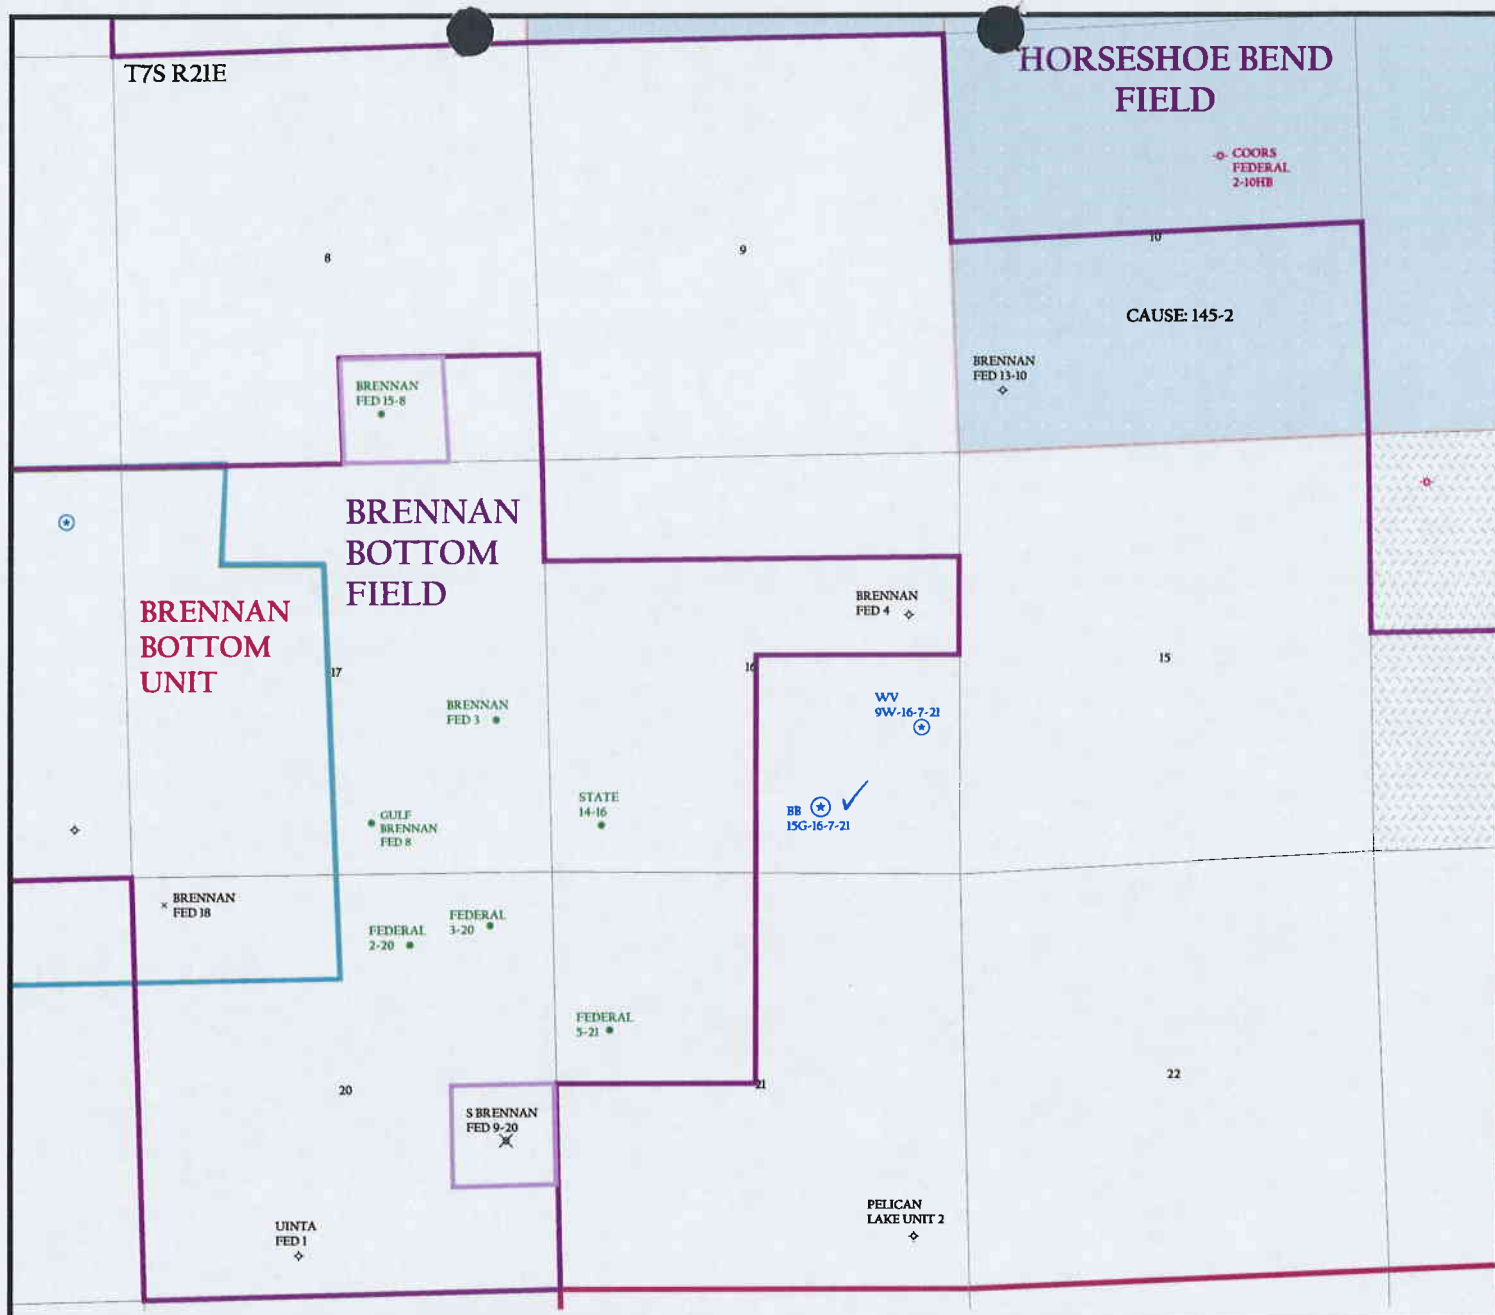 T7S R21E
HORSESHOE BEND
FIELD
COORS
FEDERAL
2-10HB
8
9
10
CAUSE: 145-2
BRENNAN
FED 13-10
BRENNAN
FED 15-8
BRENNAN
BOTTOM
FIELD
BRENNAN
BOTTOM
UNIT
BRENNAN
FED 4
17
16
15
WV
9W-16-7-21
BRENNAN
FED 3
BB
15G-16-7-21
STATE
14-16
GULF
BRENNAN
FED 8
BRENNAN
FED 18
FEDERAL
2-20
FEDERAL
3-20
FEDERAL
5-21
20
21
22
S BRENNAN
FED 9-20
UINTA
FED 1
PELICAN
LAKE UNIT 2